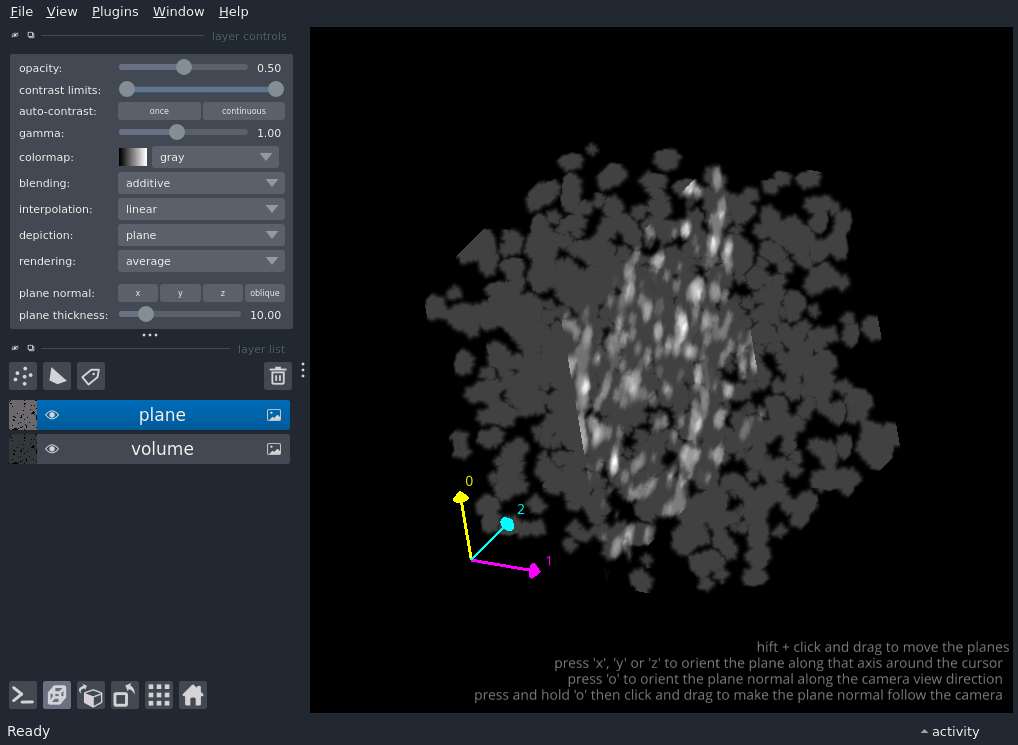 File View Plugins Window Help
layer controls
opacity: 0.50
contrast limits:
auto-contrast: once continuous
gamma: 1.00
colormap: gray
blending: additive
interpolation: linear
depiction: plane
rendering: average
plane normal: x y z oblique
plane thickness: 10.00
layer list
plane
volume
0
2
1
hift + click and drag to move the planes
press 'x', 'y' or 'z' to orient the plane along that axis around the cursor
press 'o' to orient the plane normal along the camera view direction
press and hold 'o' then click and drag to make the plane normal follow the camera
Ready activity